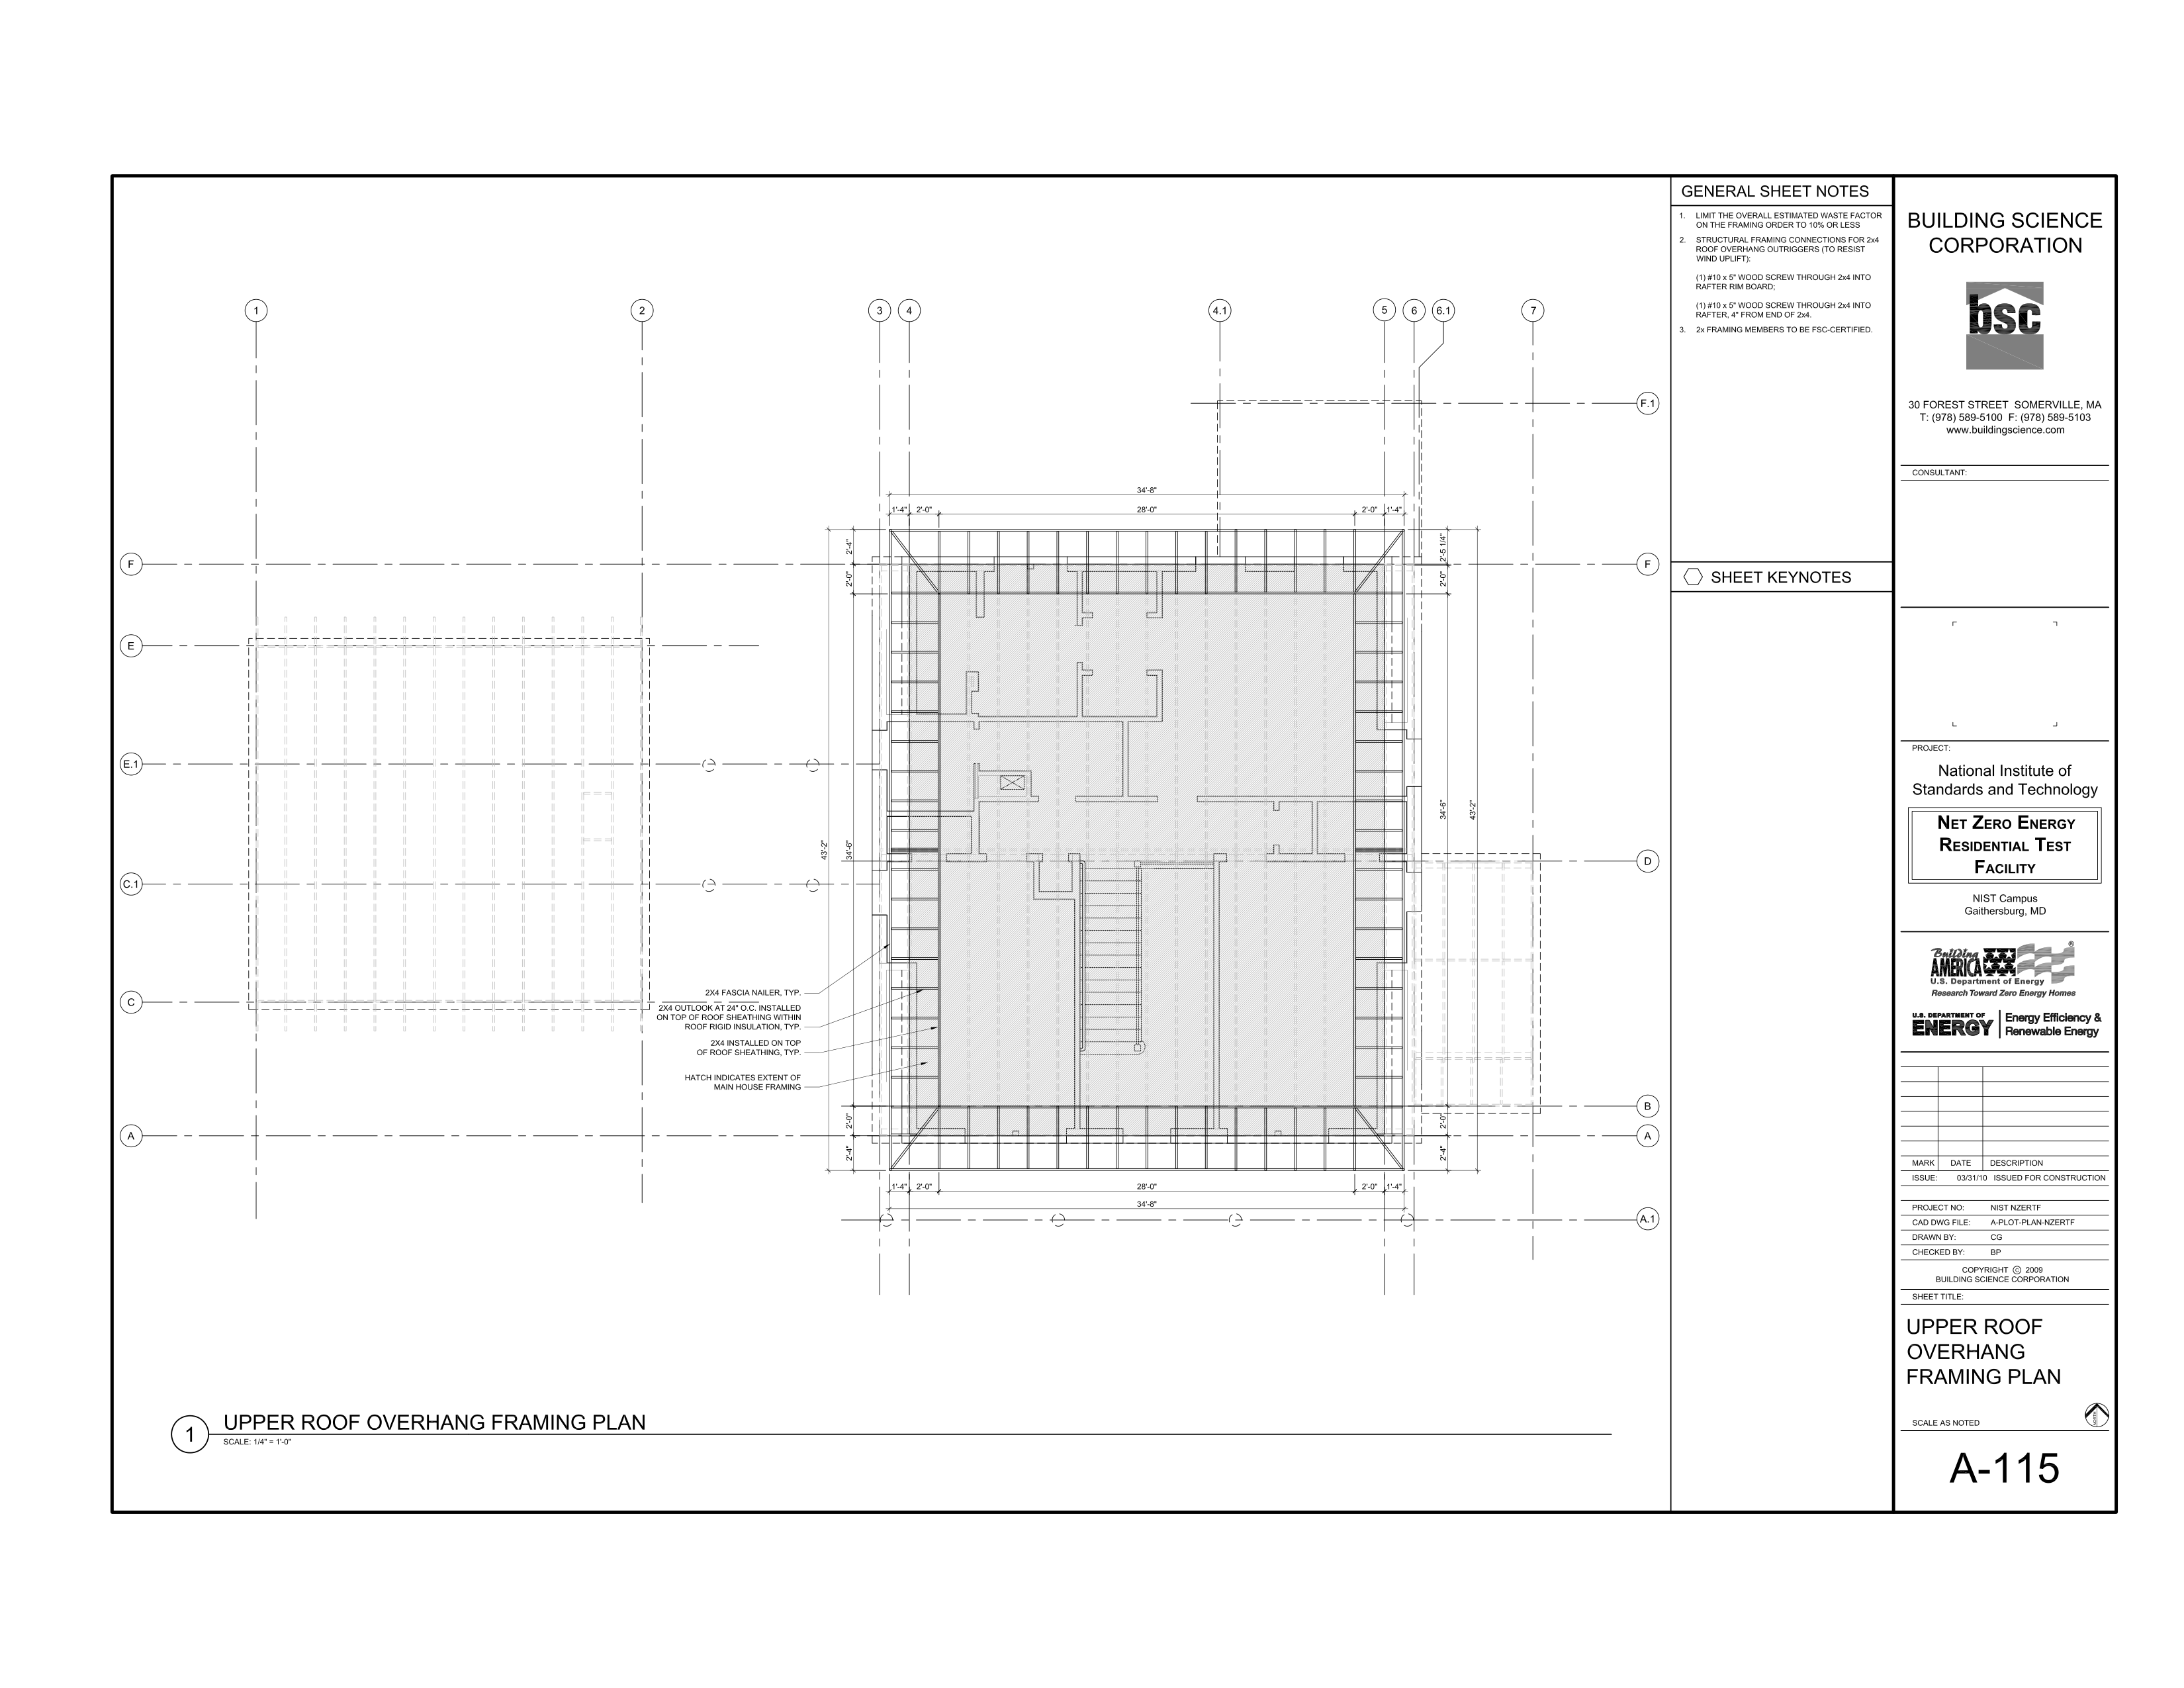 GENERAL SHEET NOTES
1. LIMIT THE OVERALL ESTIMATED WASTE FACTOR
ON THE FRAMING ORDER TO 10% OR LESS
2. STRUCTURAL FRAMING CONNECTIONS FOR 2x4
ROOF OVERHANG OUTRIGGERS (TO RESIST
WIND UPLIFT):
(1) #10 x 5" WOOD SCREW THROUGH 2x4 INTO
RAFTER RIM BOARD;
(1) #10 x 5" WOOD SCREW THROUGH 2x4 INTO
RAFTER, 4" FROM END OF 2x4.
3. 2x FRAMING MEMBERS TO BE FSC-CERTIFIED.
SHEET KEYNOTES
1 2 3 4 4.1 5 6 6.1 7
F.1
34'-8"
1'-4" 2'-0" 28'-0" 2'-0" 1'-4"
F
2'-4"
2'-5 1/4"
F
2'-0"
2'-0"
E
E.1
34'-6"
43'-2"
43'-2"
34'-6"
D
C.1
C
2X4 FASCIA NAILER, TYP.
2X4 OUTLOOK AT 24" O.C. INSTALLED
ON TOP OF ROOF SHEATHING WITHIN
ROOF RIGID INSULATION, TYP.
2X4 INSTALLED ON TOP
OF ROOF SHEATHING, TYP.
HATCH INDICATES EXTENT OF
MAIN HOUSE FRAMING
B
2'-0"
2'-0"
A
A
2'-4"
2'-4"
1'-4" 2'-0" 28'-0" 2'-0" 1'-4"
34'-8"
A.1
1 UPPER ROOF OVERHANG FRAMING PLAN
SCALE: 1/4" = 1'-0"
BUILDING SCIENCE
CORPORATION
bsc
30 FOREST STREET SOMERVILLE, MA
T: (978) 589-5100 F: (978) 589-5103
www.buildingscience.com
CONSULTANT:
PROJECT:
National Institute of
Standards and Technology
NET ZERO ENERGY
RESIDENTIAL TEST
FACILITY
NIST Campus
Gaithersburg, MD
Building
AMERICA
®
U.S. Department of Energy
Research Toward Zero Energy Homes
U.S. DEPARTMENT OF
ENERGY
Energy Efficiency &
Renewable Energy
MARK DATE DESCRIPTION
ISSUE: 03/31/10 ISSUED FOR CONSTRUCTION
PROJECT NO: NIST NZERTF
CAD DWG FILE: A-PLOT-PLAN-NZERTF
DRAWN BY: CG
CHECKED BY: BP
COPYRIGHT © 2009
BUILDING SCIENCE CORPORATION
SHEET TITLE:
UPPER ROOF
OVERHANG
FRAMING PLAN
SCALE AS NOTED
NORTH
A-115